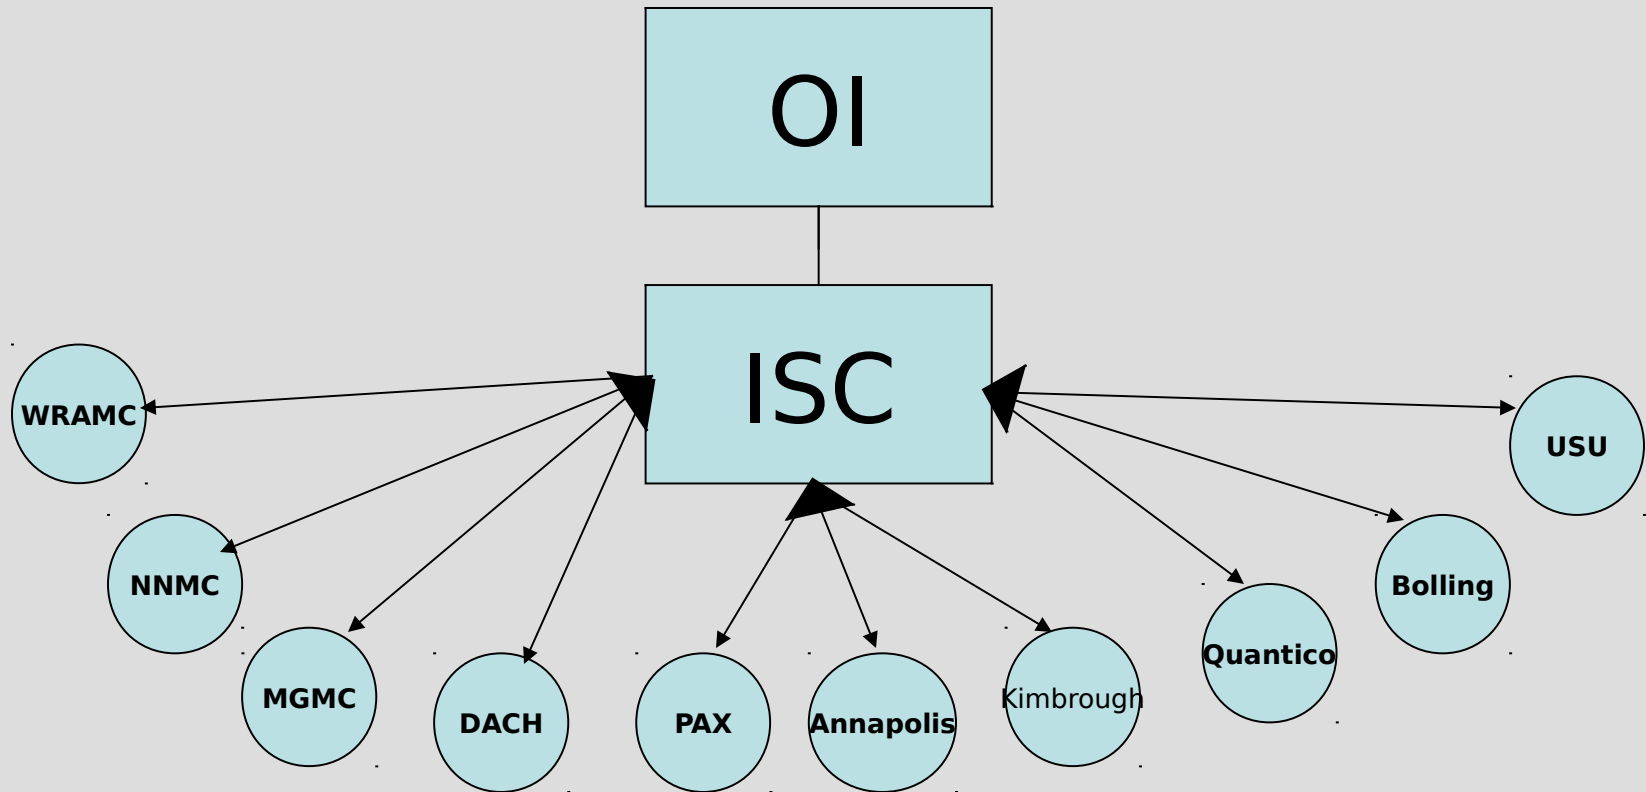 OI
ISC
WRAMC
USU
NNMC
Bolling
Quantico
MGMC
Kimbrough
DACH
PAX
Annapolis